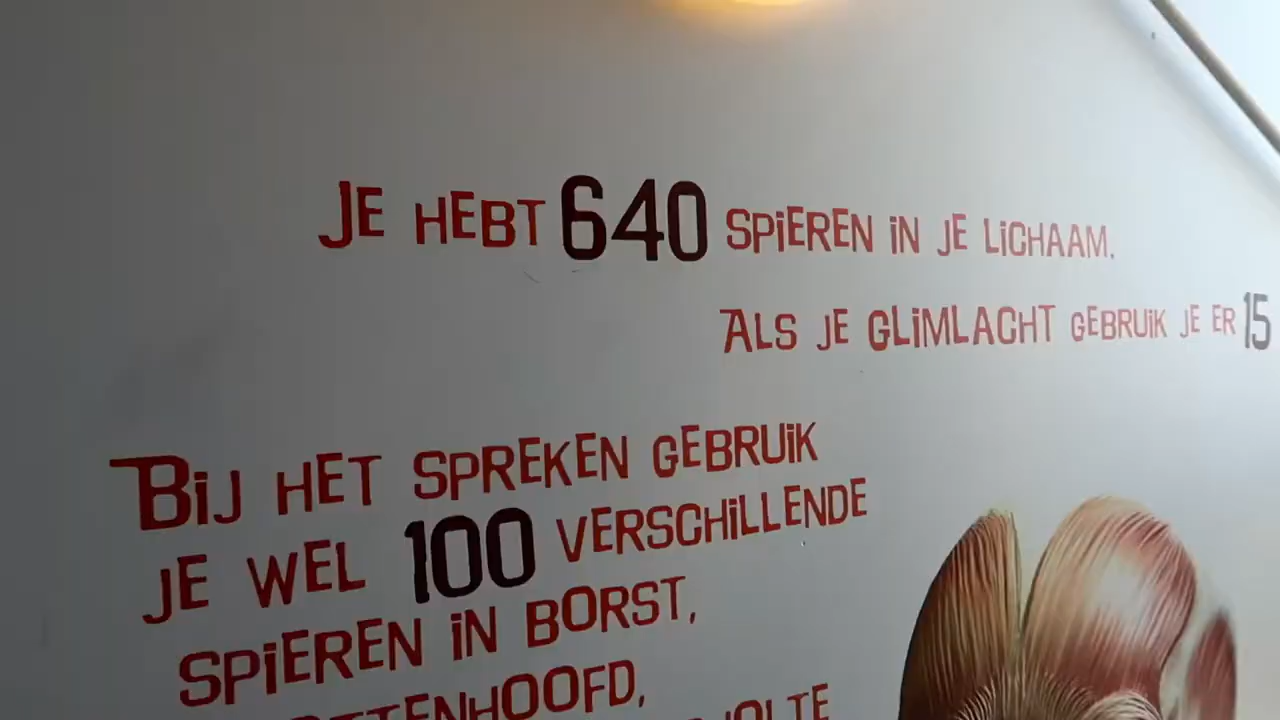 JE HEBT 640 SPIEREN IN JE LICHAAM.
ALS JE GLIMLACHT GEBRUIK JE ER 15
BIJ HET SPREKEN GEBRUIK
JE WEL 100 VERSCHILLENDE
SPIEREN IN BORST,